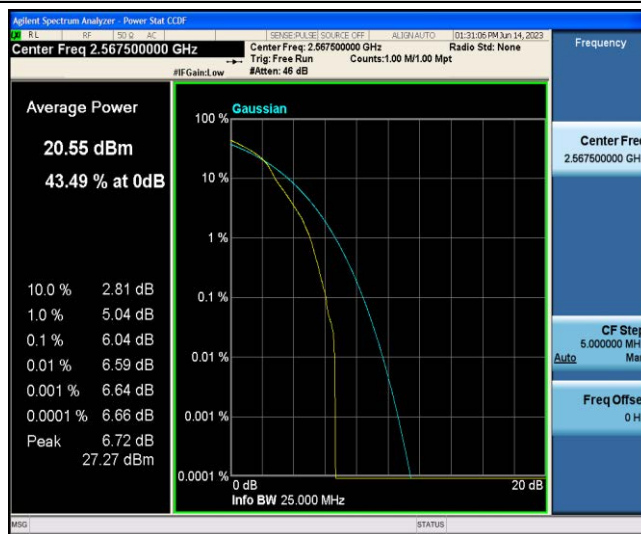 Agilent Spectrum Analyzer - Power Stat CCDF
RL RF 50 Ω AC SENSE:PULSE SOURCE OFF ALIGNAUTO 01:31:06 PM Jun 14, 2023
Center Freq 2.567500000 GHz
Center Freq: 2.567500000 GHz Radio Std: None
Trig: Free Run Counts:1.00 M/1.00 Mpt
#IFGain:Low #Atten: 46 dB
Frequency
Average Power
20.55 dBm
43.49 % at 0dB
10.0 % 2.81 dB
1.0 % 5.04 dB
0.1 % 6.04 dB
0.01 % 6.59 dB
0.001 % 6.64 dB
0.0001 % 6.66 dB
Peak 6.72 dB
27.27 dBm
Gaussian
100 %
10 %
1 %
0.1 %
0.01 %
0.001 %
0.0001 %
0 dB 20 dB
Info BW 25.000 MHz
Center Fre
2.567500000 GH
CF Step
5.000000 MH
Auto Ma
Freq Offse
0 H
MSG STATUS